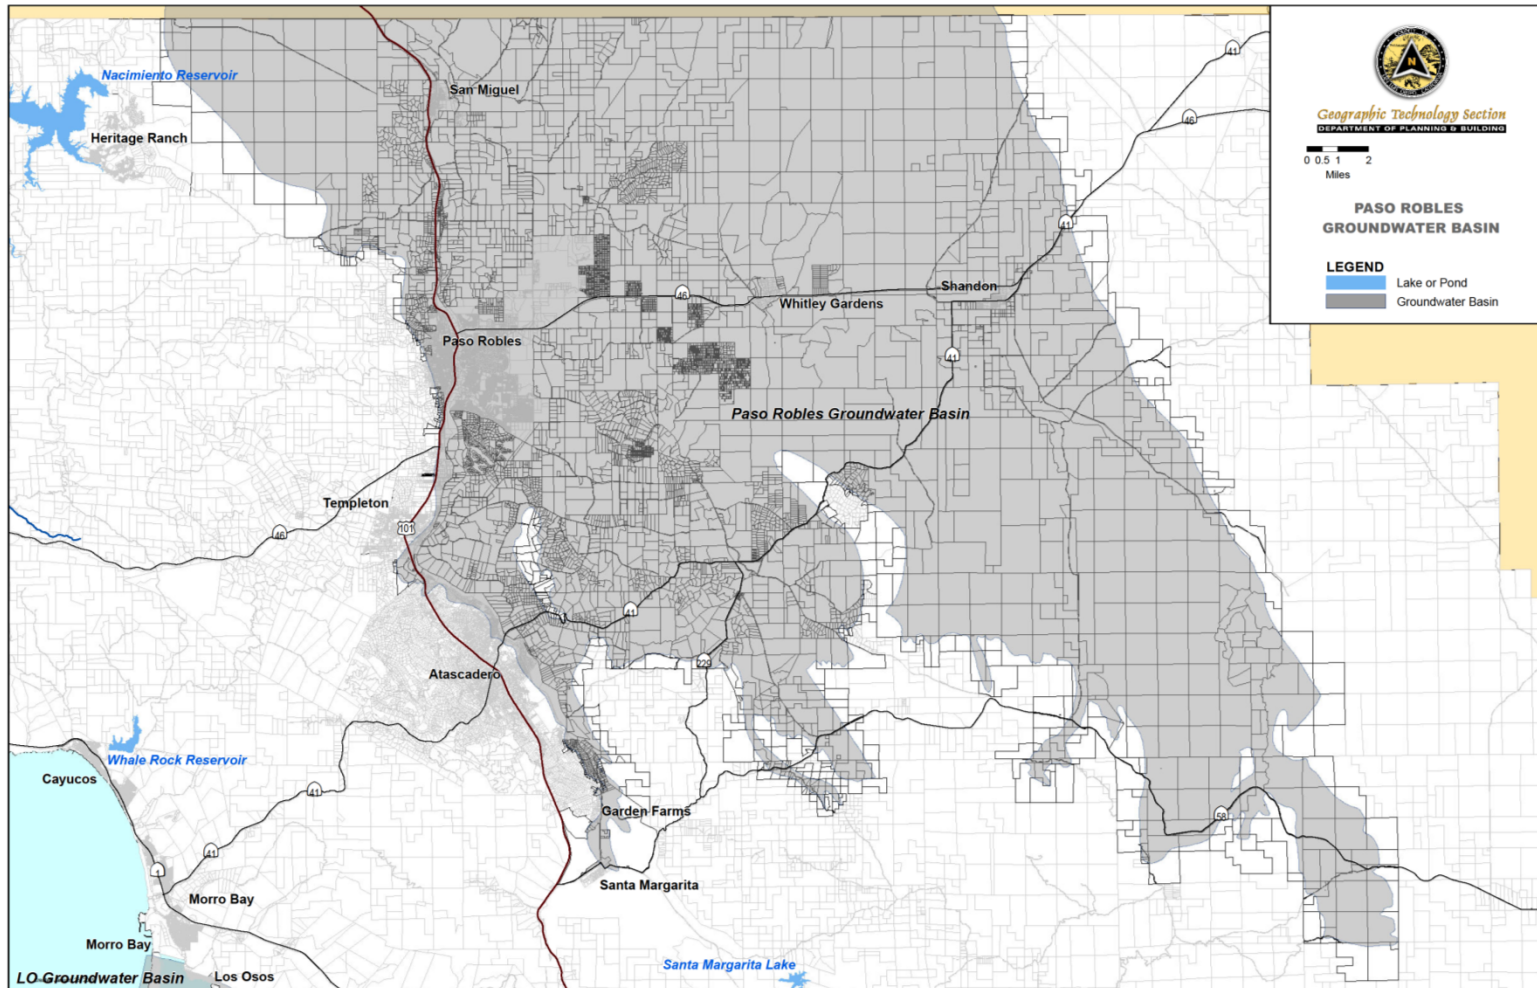 Nacimiento Reservoir
San Miguel
Heritage Ranch
41
46
Geographic Technology Section
DEPARTMENT OF PLANNING & BUILDING
0 0.5 1 2
Miles
PASO ROBLES
GROUNDWATER BASIN
LEGEND
Lake or Pond
Groundwater Basin
41
Shandon
46
Whitley Gardens
Paso Robles
41
Paso Robles Groundwater Basin
Templeton
101
46
41
229
Atascadero
Whale Rock Reservoir
Cayucos
41
Garden Farms
58
41
1
Santa Margarita
Morro Bay
Morro Bay
Santa Margarita Lake
LO Groundwater Basin
Los Osos